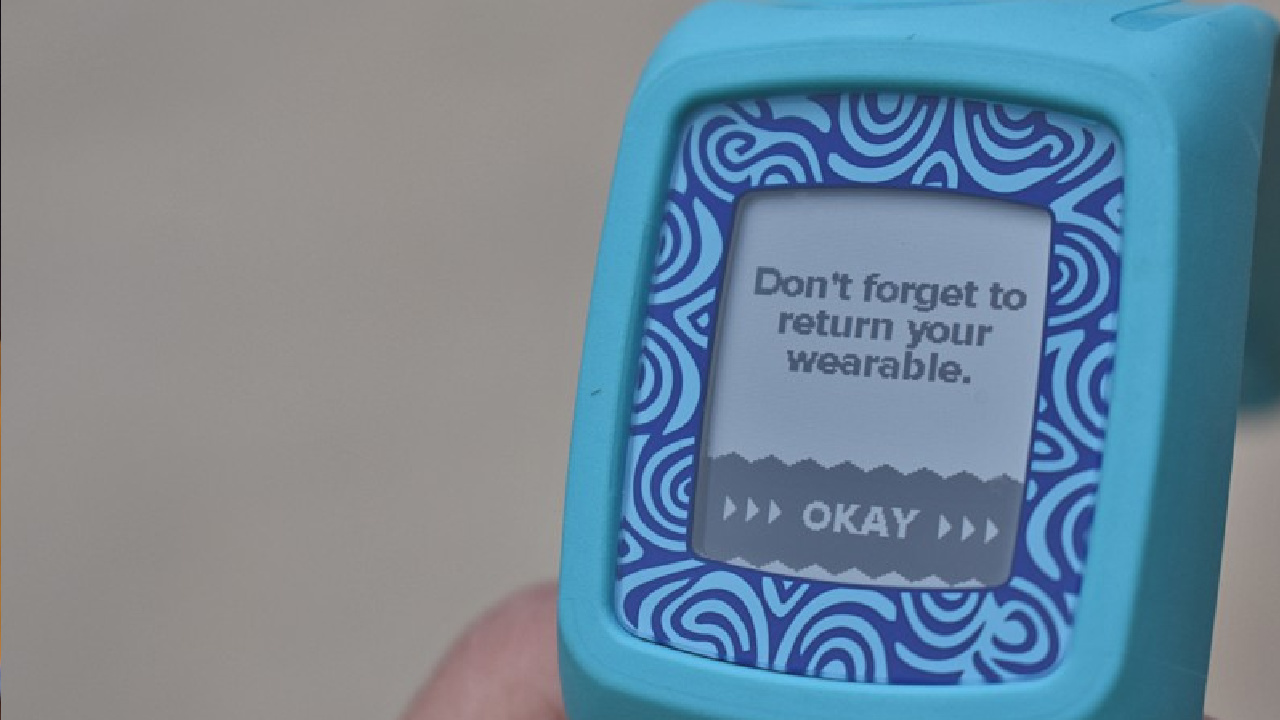 Don't forget to
return your
wearable.
OKAY